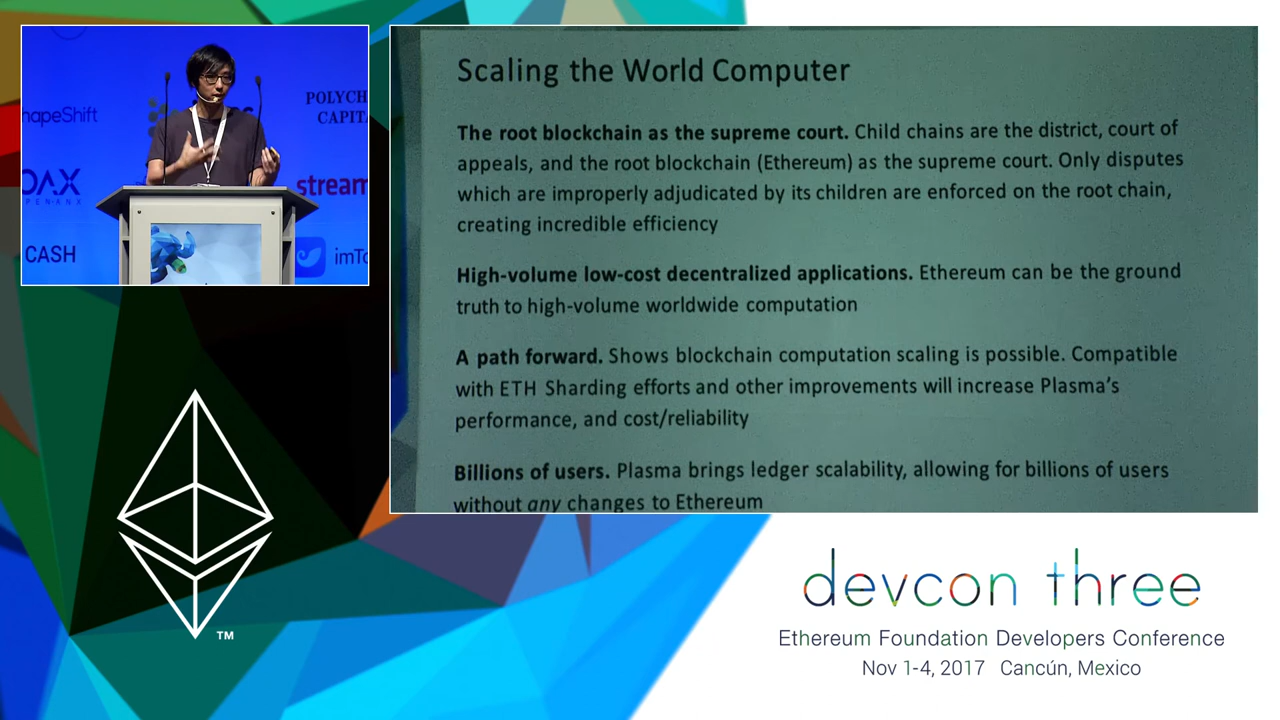 hapeShift
POLYCH
CAPITA
OAX
PENANX
stream
CASH
imTo
Scaling the World Computer
The root blockchain as the supreme court. Child chains are the district, court of
appeals, and the root blockchain (Ethereum) as the supreme court. Only disputes
which are improperly adjudicated by its children are enforced on the root chain,
creating incredible efficiency
High-volume low-cost decentralized applications. Ethereum can be the ground
truth to high-volume worldwide computation
A path forward. Shows blockchain computation scaling is possible. Compatible
with ETH Sharding efforts and other improvements will increase Plasma's
performance, and cost/reliability
Billions of users. Plasma brings ledger scalability, allowing for billions of users
without any changes to Ethereum
TM
devcon three
Ethereum Foundation Developers Conference
Nov 1-4, 2017 Cancún, Mexico